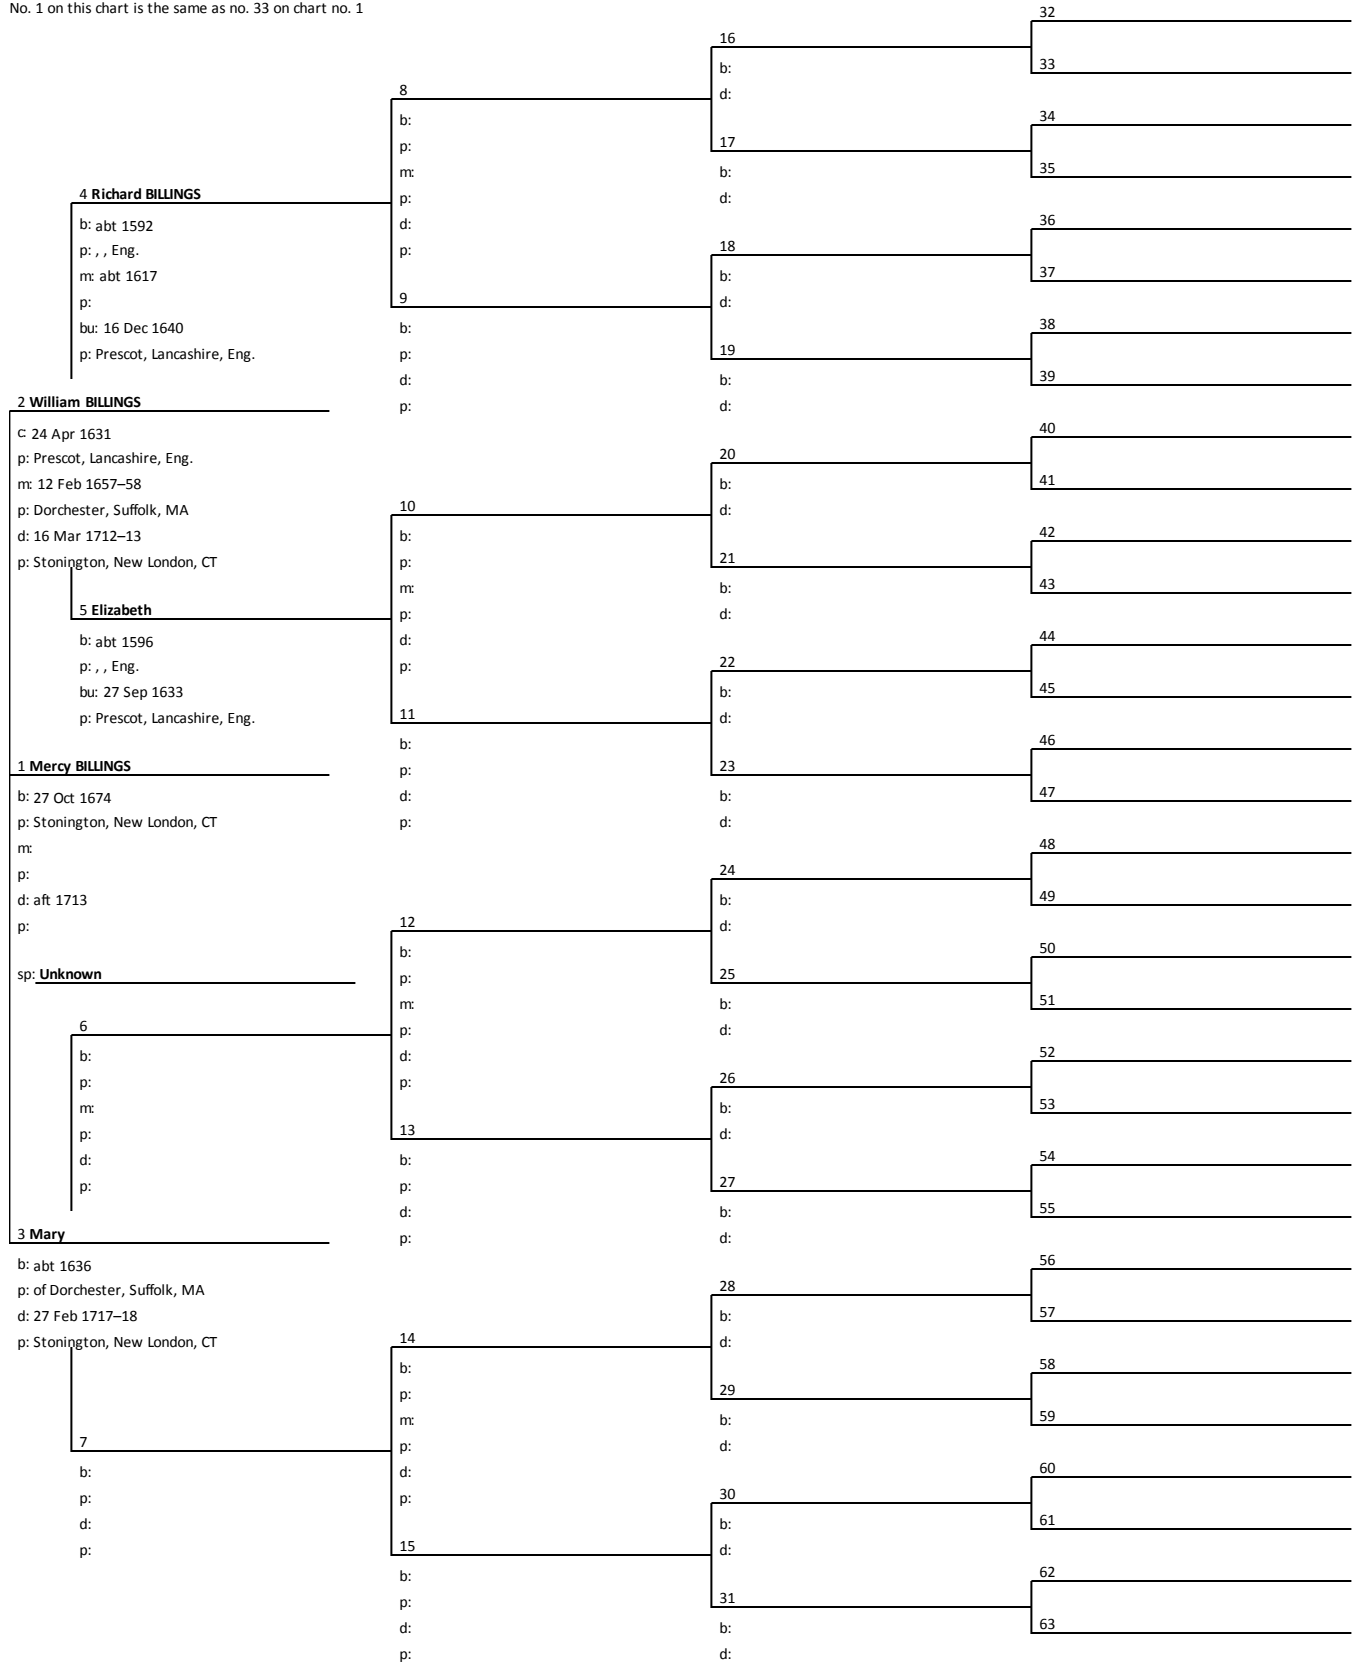 No. 1 on this chart is the same as no. 33 on chart no. 1
4 Richard BILLINGS
b: abt 1592
p: , , Eng.
m: abt 1617
p:
bu: 16 Dec 1640
p: Prescot, Lancashire, Eng.
2 William BILLINGS
c: 24 Apr 1631
p: Prescot, Lancashire, Eng.
m: 12 Feb 1657–58
p: Dorchester, Suffolk, MA
d: 16 Mar 1712–13
p: Stonington, New London, CT
5 Elizabeth
b: abt 1596
p: , , Eng.
bu: 27 Sep 1633
p: Prescot, Lancashire, Eng.
1 Mercy BILLINGS
b: 27 Oct 1674
p: Stonington, New London, CT
m:
p:
d: aft 1713
p:
sp: Unknown
6
b:
p:
m:
p:
d:
p:
3 Mary
b: abt 1636
p: of Dorchester, Suffolk, MA
d: 27 Feb 1717–18
p: Stonington, New London, CT
7
b:
p:
d:
p:
8
b:
p:
m:
p:
d:
p:
9
b:
p:
d:
p:
10
b:
p:
m:
p:
d:
p:
11
b:
p:
d:
p:
12
b:
p:
m:
p:
d:
p:
13
b:
p:
d:
p:
14
b:
p:
m:
p:
d:
p:
15
b:
p:
d:
p:
16
b:
d:
17
b:
d:
18
b:
d:
19
b:
d:
20
b:
d:
21
b:
d:
22
b:
d:
23
b:
d:
24
b:
d:
25
b:
d:
26
b:
d:
27
b:
d:
28
b:
d:
29
b:
d:
30
b:
d:
31
b:
d:
32
33
34
35
36
37
38
39
40
41
42
43
44
45
46
47
48
49
50
51
52
53
54
55
56
57
58
59
60
61
62
63